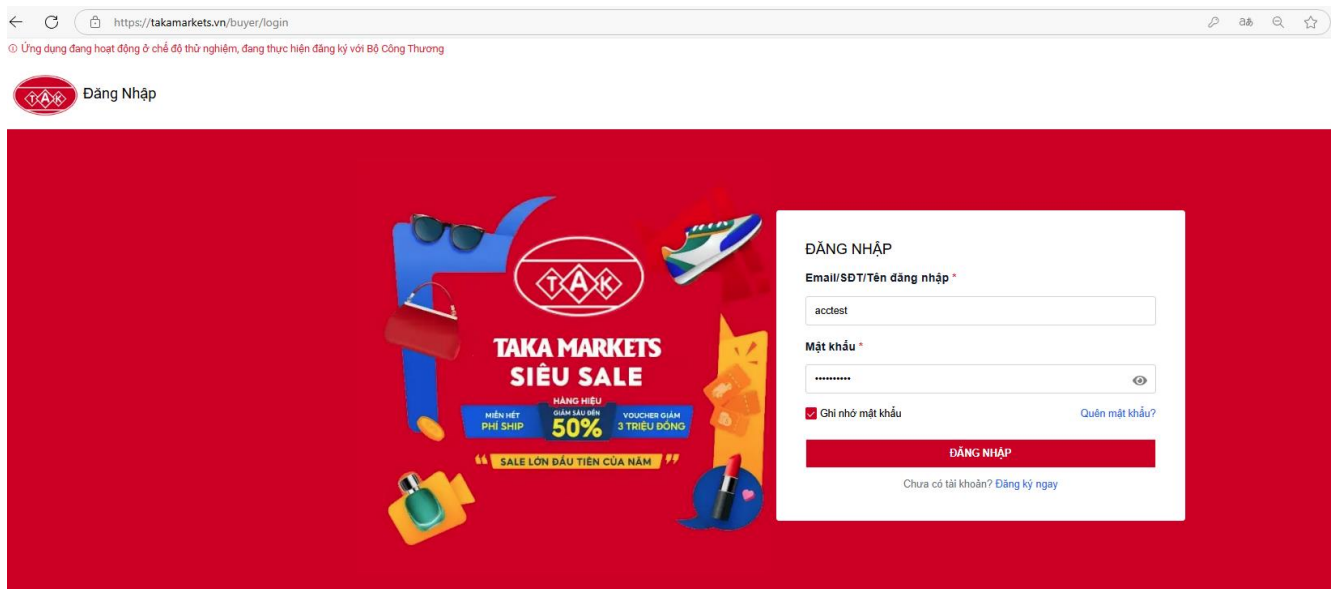 https://takamarkets.vn/buyer/login
Ứng dụng đang hoạt động ở chế độ thử nghiệm, đang thực hiện đăng ký với Bộ Công Thương
TAK Đăng Nhập
TAK
TAKA MARKETS
SIÊU SALE
HÀNG HIỆU
MIỄN HẾT
PHÍ SHIP
GIẢM SÂU ĐẾN
50%
VOUCHER GIẢM
3 TRIỆU ĐỒNG
SALE LỚN ĐẦU TIÊN CỦA NĂM
ĐĂNG NHẬP
Email/SĐT/Tên đăng nhập *
acctest
Mật khẩu *
••••••••••
Ghi nhớ mật khẩu
Quên mật khẩu?
ĐĂNG NHẬP
Chưa có tài khoản? Đăng ký ngay